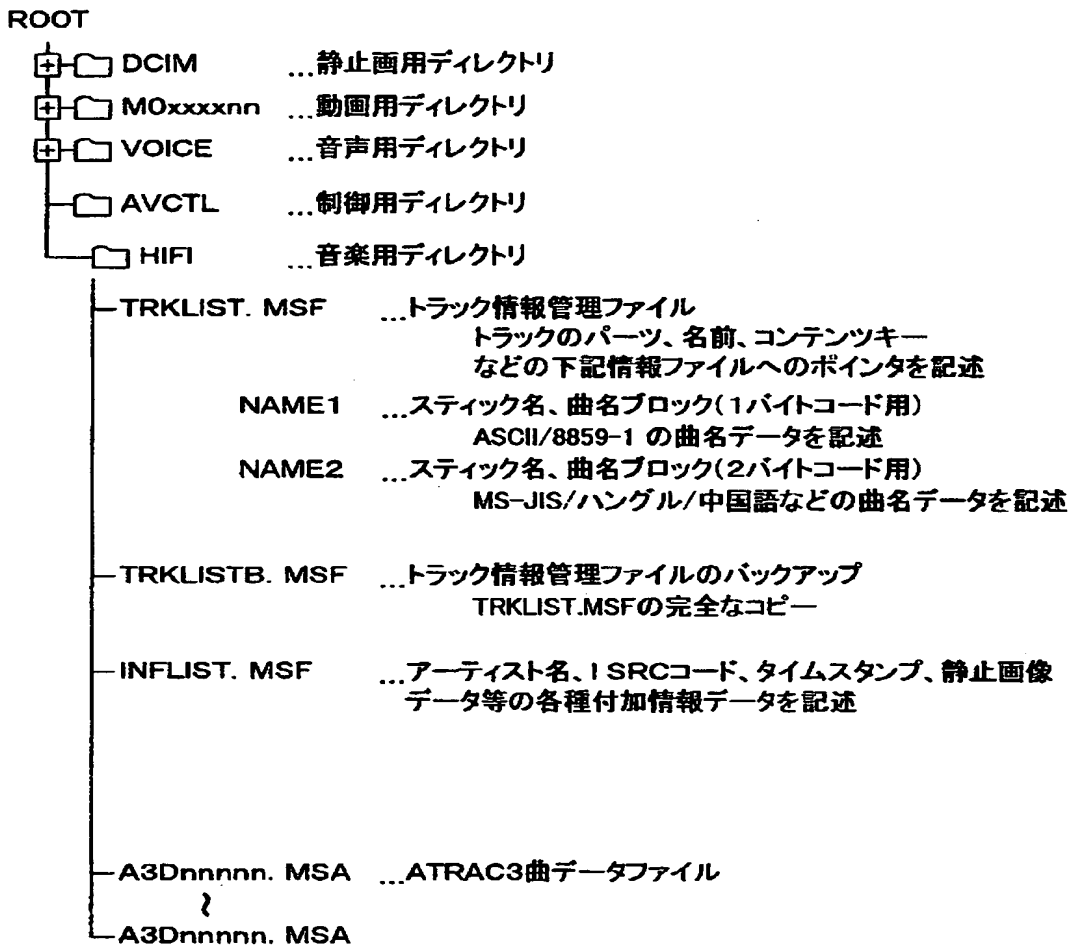 ROOT
DCIM ...静止画用ディレクトリ
MOxxxxnn ...動画用ディレクトリ
VOICE ...音声用ディレクトリ
AVCTL ...制御用ディレクトリ
HIFI ...音楽用ディレクトリ
TRKLIST. MSF ...トラック情報管理ファイル
トラックのパーツ、名前、コンテンツキー
などの下記情報ファイルへのポインタを記述
NAME1 ...スティック名、曲名ブロック(1バイトコード用)
ASCII/8859-1 の曲名データを記述
NAME2 ...スティック名、曲名ブロック(2バイトコード用)
MS-JIS/ハングル/中国語などの曲名データを記述
TRKLISTB. MSF ...トラック情報管理ファイルのバックアップ
TRKLIST.MSFの完全なコピー
INFLIST. MSF ...アーティスト名、ISRCコード、タイムスタンプ、静止画像
データ等の各種付加情報データを記述
A3Dnnnnn. MSA ...ATRAC3曲データファイル
~
A3Dnnnnn. MSA